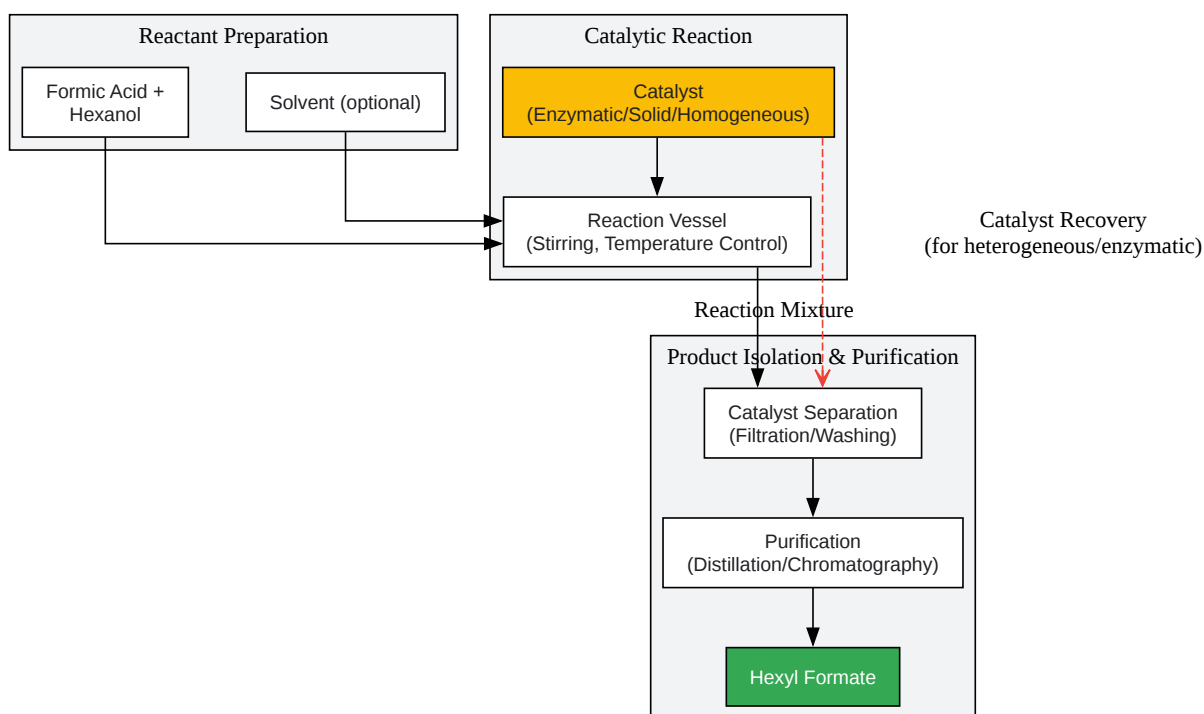 Reactant Preparation
Formic Acid +
Hexanol
Solvent (optional)
Catalytic Reaction
Catalyst
(Enzymatic/Solid/Homogeneous)
Reaction Vessel
(Stirring, Temperature Control)
Catalyst Recovery
(for heterogeneous/enzymatic)
Reaction Mixture
Product Isolation & Purification
Catalyst Separation
(Filtration/Washing)
Purification
(Distillation/Chromatography)
Hexyl Formate